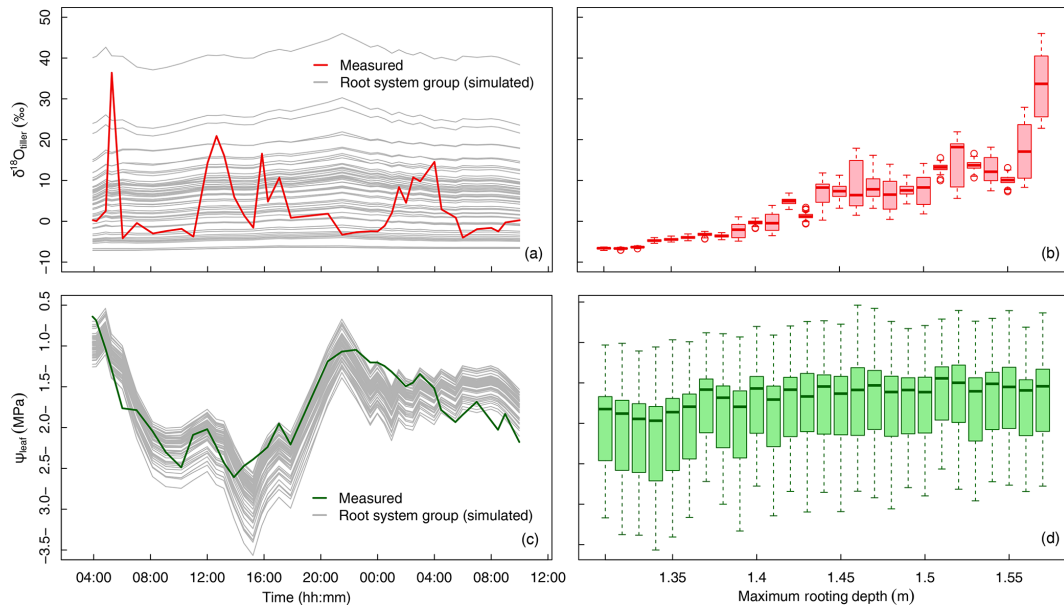 50
40
30
20
10
0
−10
δ¹⁸O_tiller (‰)
Measured
Root system group (simulated)
(a)
(b)
0.5
1.0−
1.5−
2.0−
2.5−
3.0−
3.5−
Ψ_leaf (MPa)
Measured
Root system group (simulated)
(c)
(d)
04:00 08:00 12:00 16:00 20:00 00:00 04:00 08:00 12:00
Time (hh:mm)
1.35 1.4 1.45 1.5 1.55
Maximum rooting depth (m)